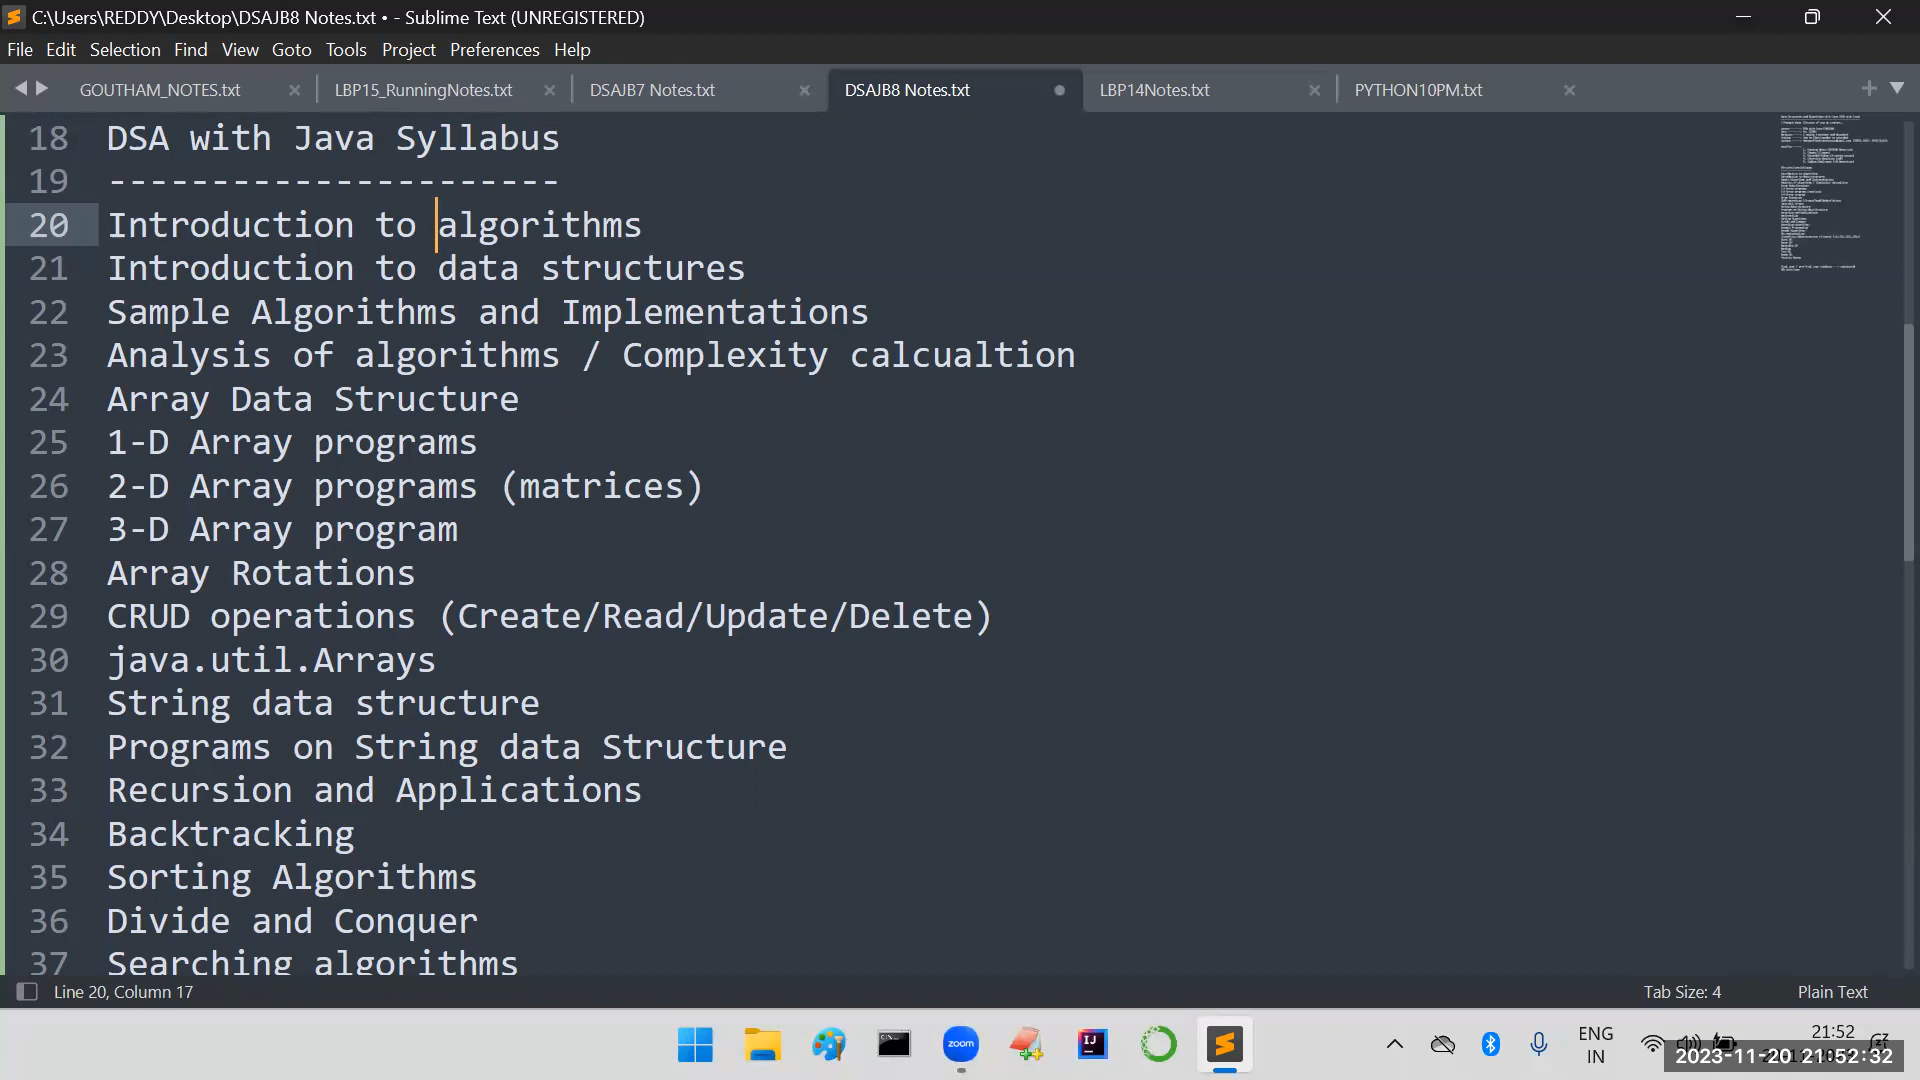 C:\Users\REDDY\Desktop\DSAJB8 Notes.txt • - Sublime Text (UNREGISTERED)
File Edit Selection Find View Goto Tools Project Preferences Help
GOUTHAM_NOTES.txt LBP15_RunningNotes.txt DSAJB7 Notes.txt DSAJB8 Notes.txt LBP14Notes.txt PYTHON10PM.txt
18 DSA with Java Syllabus
19 ----------------------
20 Introduction to algorithms
21 Introduction to data structures
22 Sample Algorithms and Implementations
23 Analysis of algorithms / Complexity calcualtion
24 Array Data Structure
25 1-D Array programs
26 2-D Array programs (matrices)
27 3-D Array program
28 Array Rotations
29 CRUD operations (Create/Read/Update/Delete)
30 java.util.Arrays
31 String data structure
32 Programs on String data Structure
33 Recursion and Applications
34 Backtracking
35 Sorting Algorithms
36 Divide and Conquer
37 Searching algorithms
Line 20, Column 17 Tab Size: 4 Plain Text
zoom IJ ENG IN 21:52
2023-11-20 21:52:32